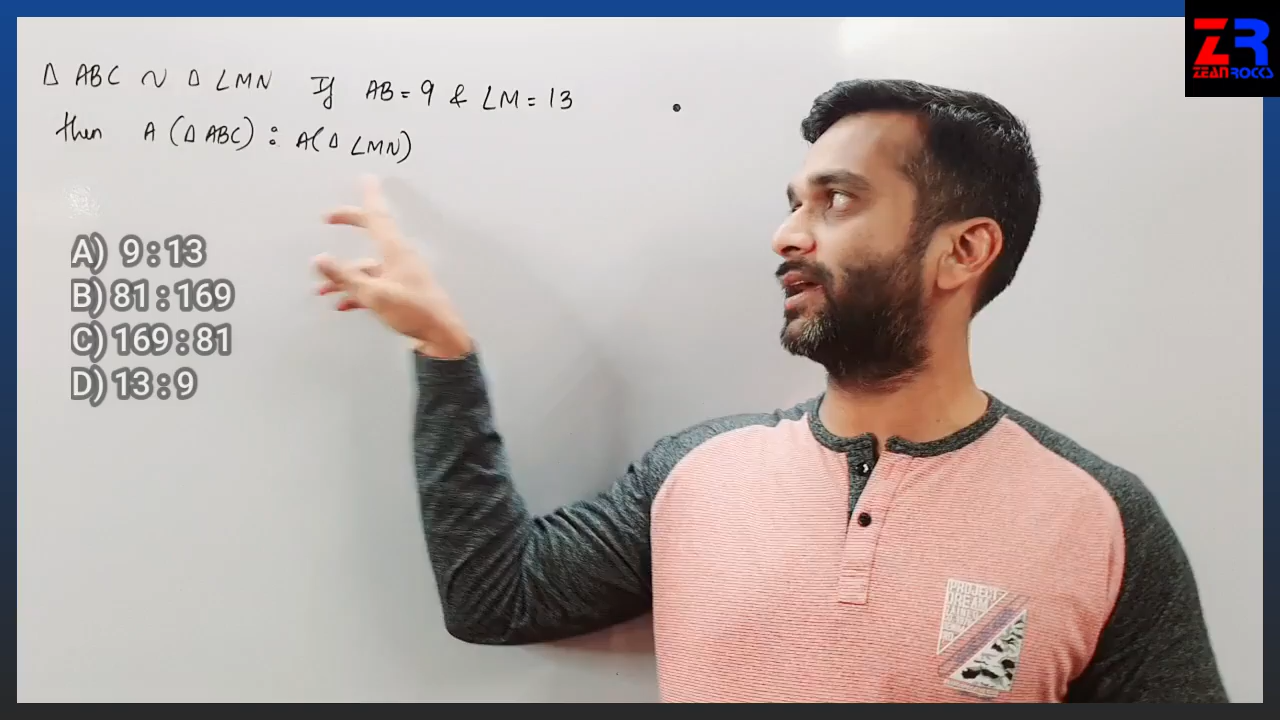 Δ ABC ~ Δ LMN If AB = 9 & LM = 13
then A (Δ ABC) : A(Δ LMN)
A) 9 : 13
B) 81 : 169
C) 169 : 81
D) 13 : 9
ZR
ZEAN ROCKS
PROJECT
DREAM